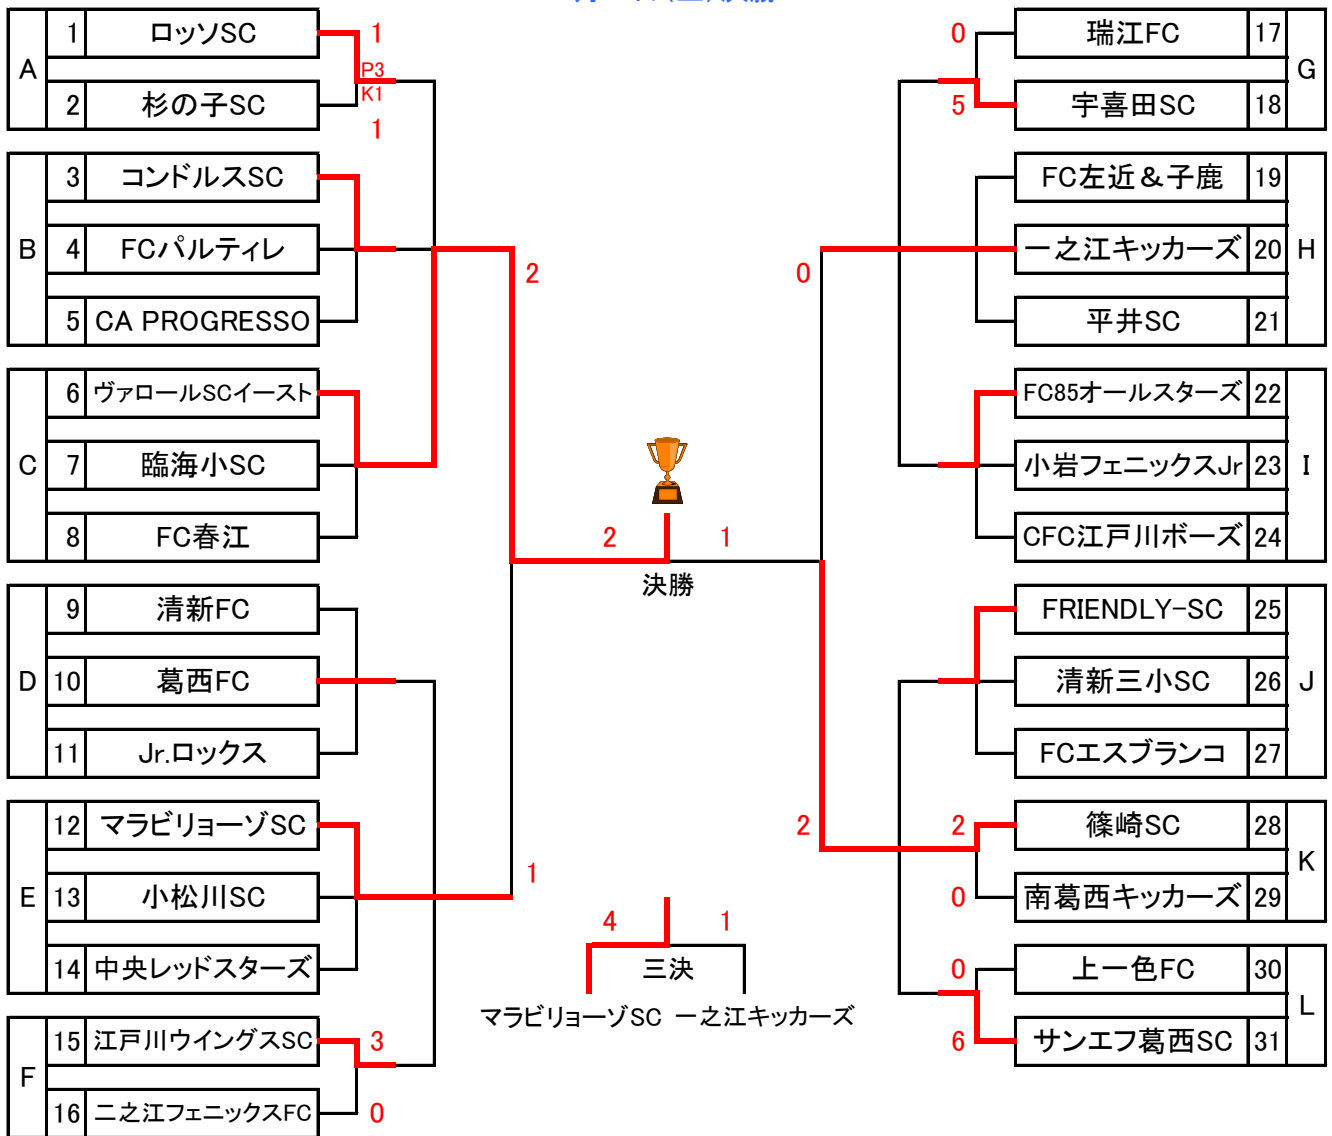 A
1 ロッソSC 1
P3
K1
2 杉の子SC 1
B
3 コンドルスSC
4 FCパルティレ
5 CA PROGRESSO
2
C
6 ヴァロールSCイースト
7 臨海小SC
8 FC春江
D
9 清新FC
10 葛西FC
11 Jr.ロックス
E
12 マラビリョーゾSC
13 小松川SC
14 中央レッドスターズ
1
F
15 江戸川ウイングスSC 3
16 二之江フェニックスFC 0
2 1
決勝
4 1
三決
マラビリョーゾSC 一之江キッカーズ
0 瑞江FC 17
G
5 宇喜田SC 18
FC左近&子鹿 19
0 一之江キッカーズ 20 H
平井SC 21
FC85オールスターズ 22
小岩フェニックスJr 23 I
CFC江戸川ボーズ 24
FRIENDLY-SC 25
清新三小SC 26 J
FCエスブランコ 27
2 2 篠崎SC 28
K
0 南葛西キッカーズ 29
0 上一色FC 30
L
6 サンエフ葛西SC 31